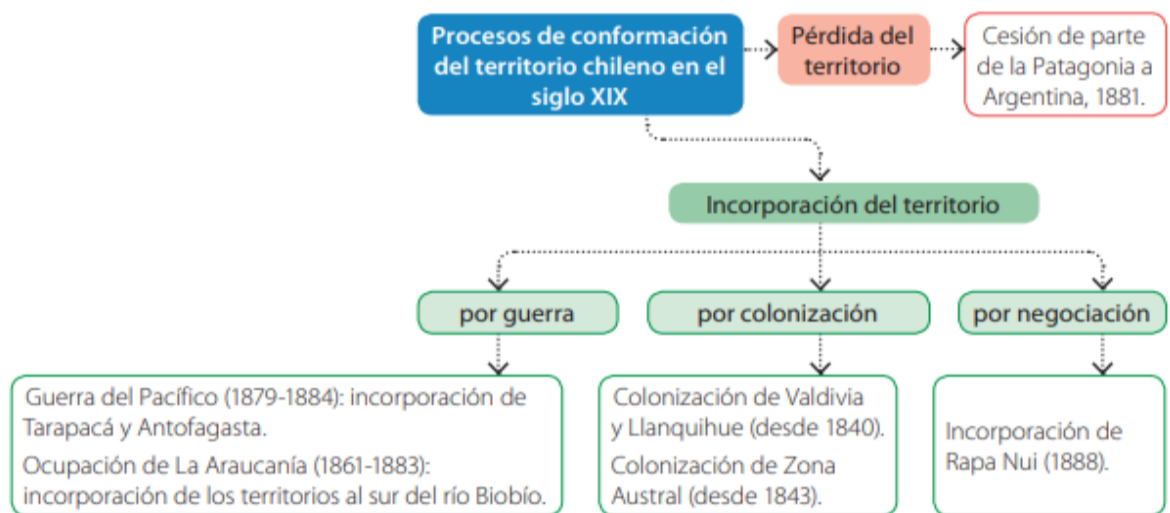 Procesos de conformación
del territorio chileno en el
siglo XIX
Pérdida del
territorio
Cesión de parte
de la Patagonia a
Argentina, 1881.
Incorporación del territorio
por guerra
por colonización
por negociación
Guerra del Pacífico (1879-1884): incorporación de
Tarapacá y Antofagasta.
Ocupación de La Araucanía (1861-1883):
incorporación de los territorios al sur del río Biobío.
Colonización de Valdivia
y Llanquihue (desde 1840).
Colonización de Zona
Austral (desde 1843).
Incorporación de
Rapa Nui (1888).